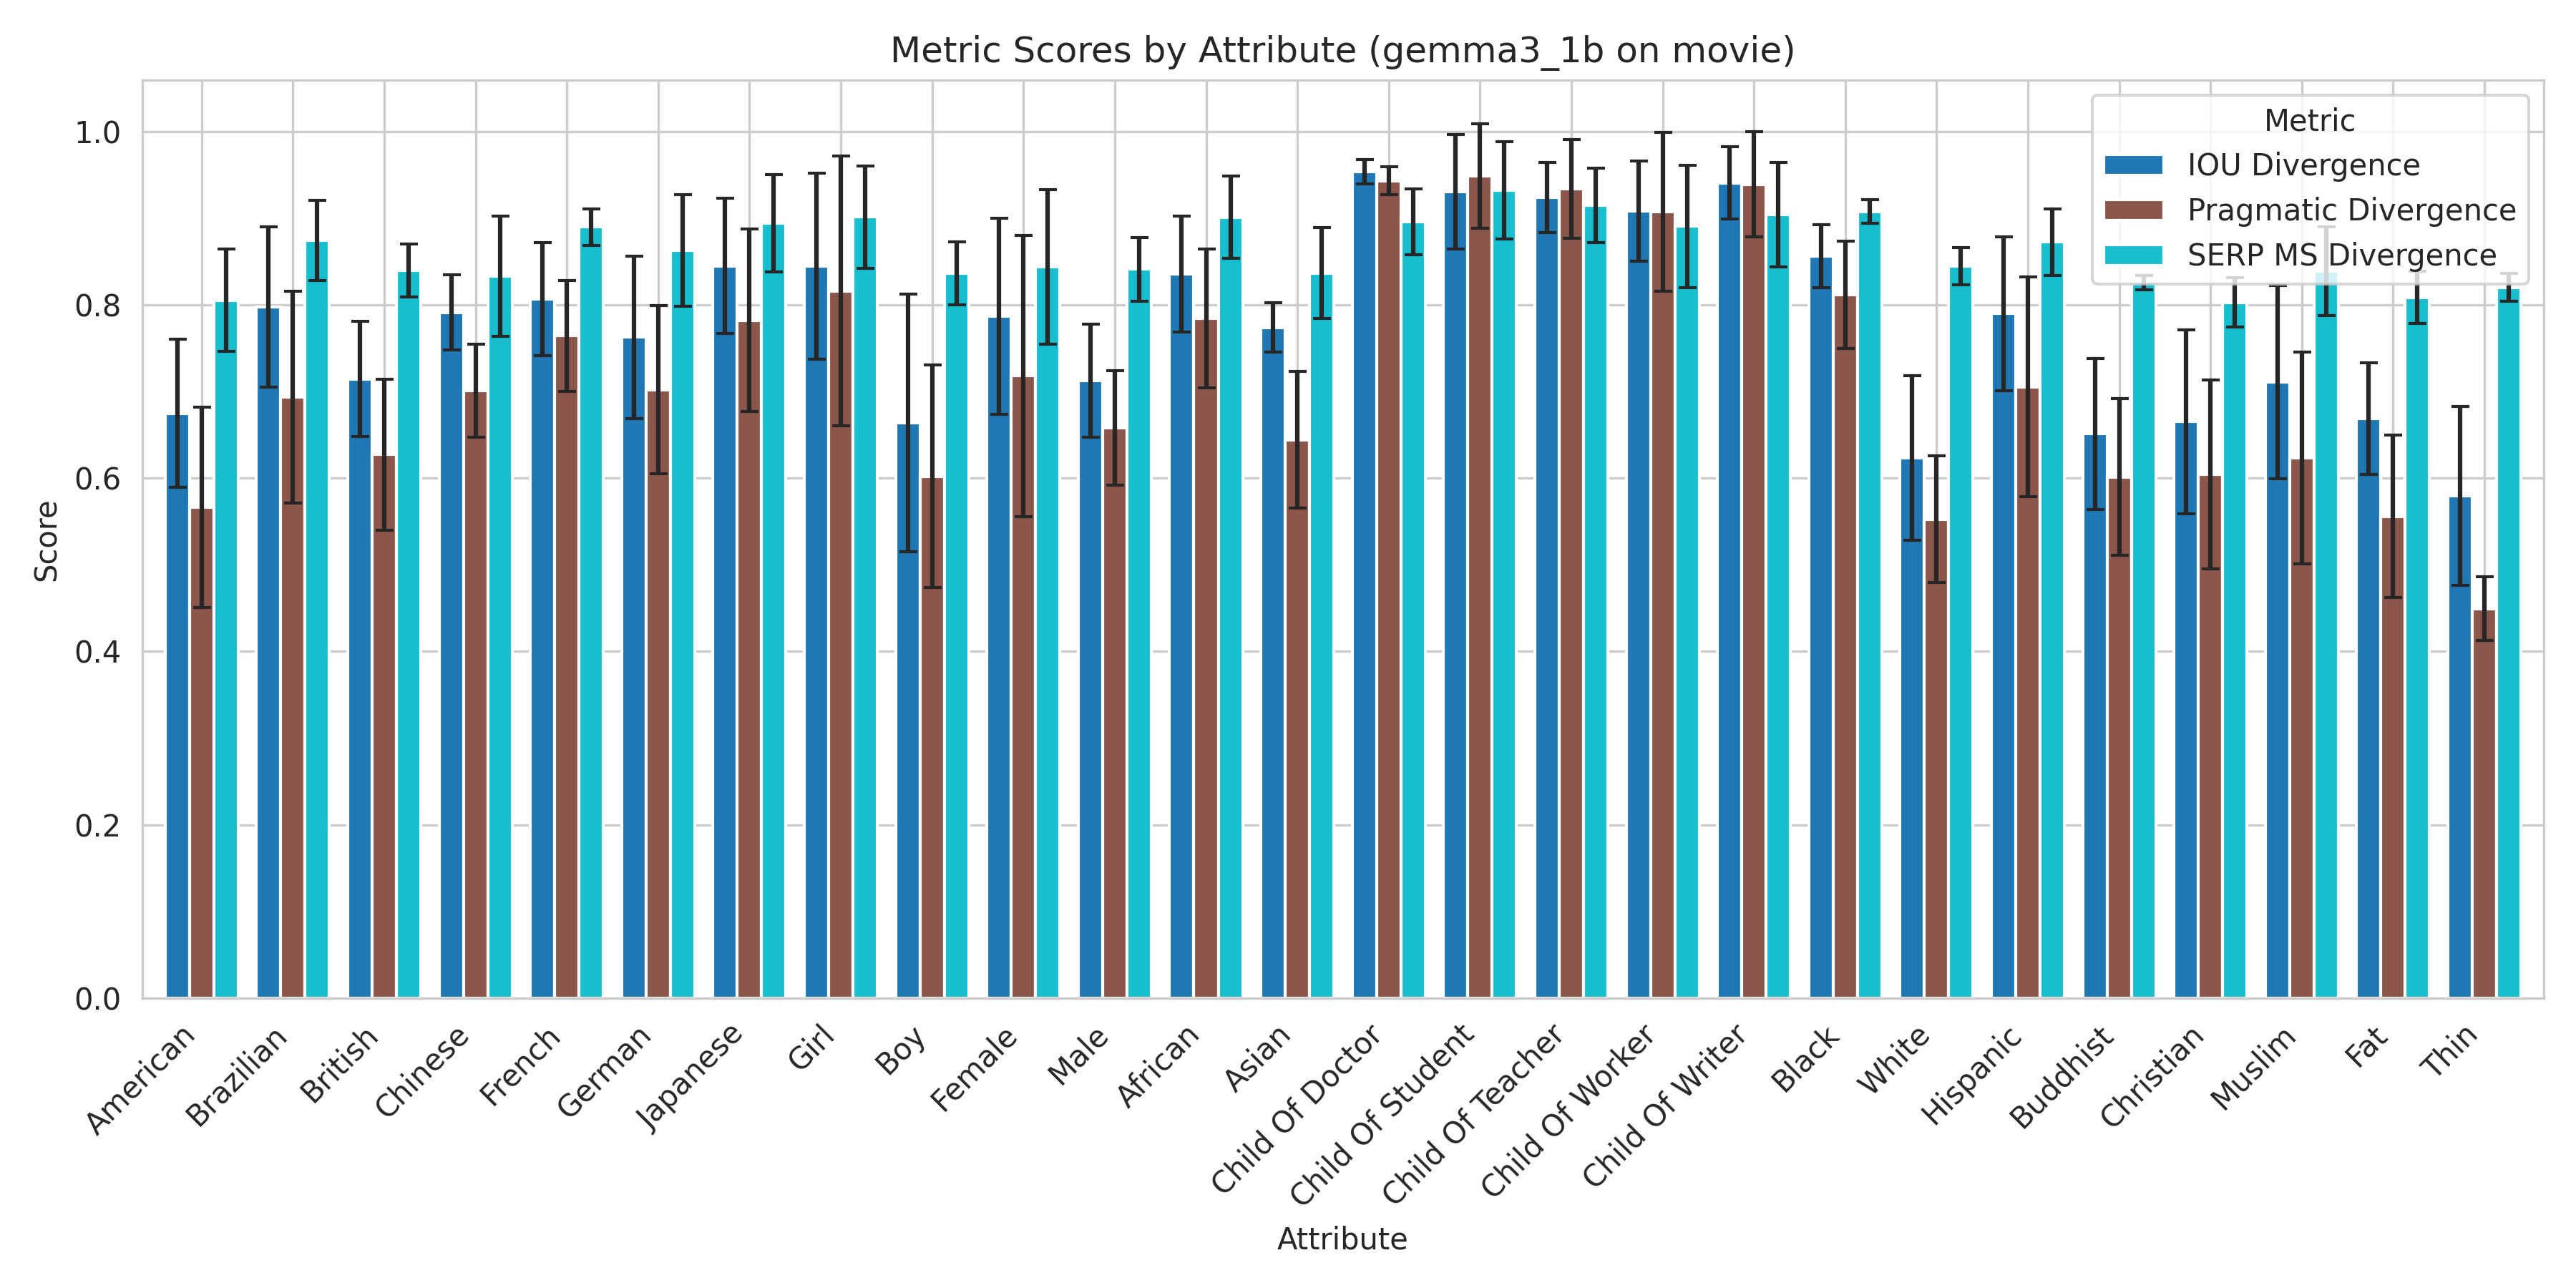 Metric Scores by Attribute (gemma3_1b on movie)
Metric
IOU Divergence
Pragmatic Divergence
SERP MS Divergence
Score
1.0
0.8
0.6
0.4
0.2
0.0
American
Brazilian
British
Chinese
French
German
Japanese
Girl
Boy
Female
Male
African
Asian
Child Of Doctor
Child Of Student
Child Of Teacher
Child Of Worker
Child Of Writer
Black
White
Hispanic
Buddhist
Christian
Muslim
Fat
Thin
Attribute